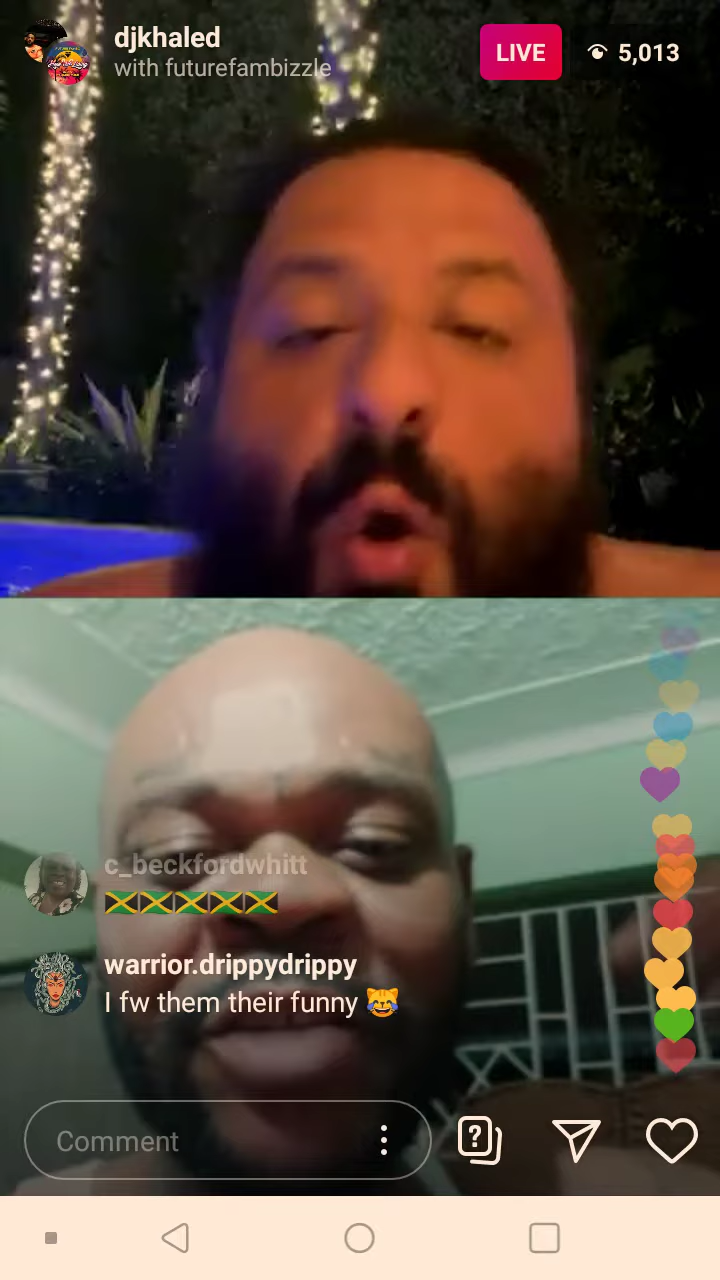 djkhaled
with futurefambizzle
LIVE
5,013
c_beckfordwhitt
🇯🇲🇯🇲🇯🇲🇯🇲🇯🇲
warrior.drippydrippy
I fw them their funny 😹
Comment